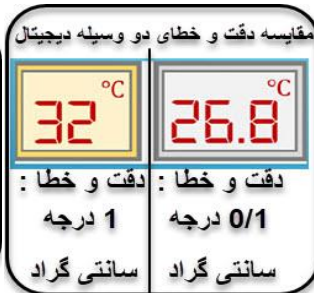 مقایسه دقت و خطای دو وسیله دیجیتال
°C
26.8
دقت و خطا :
0/1 درجه
سانتی گراد
°C
32
دقت و خطا :
1 درجه
سانتی گراد